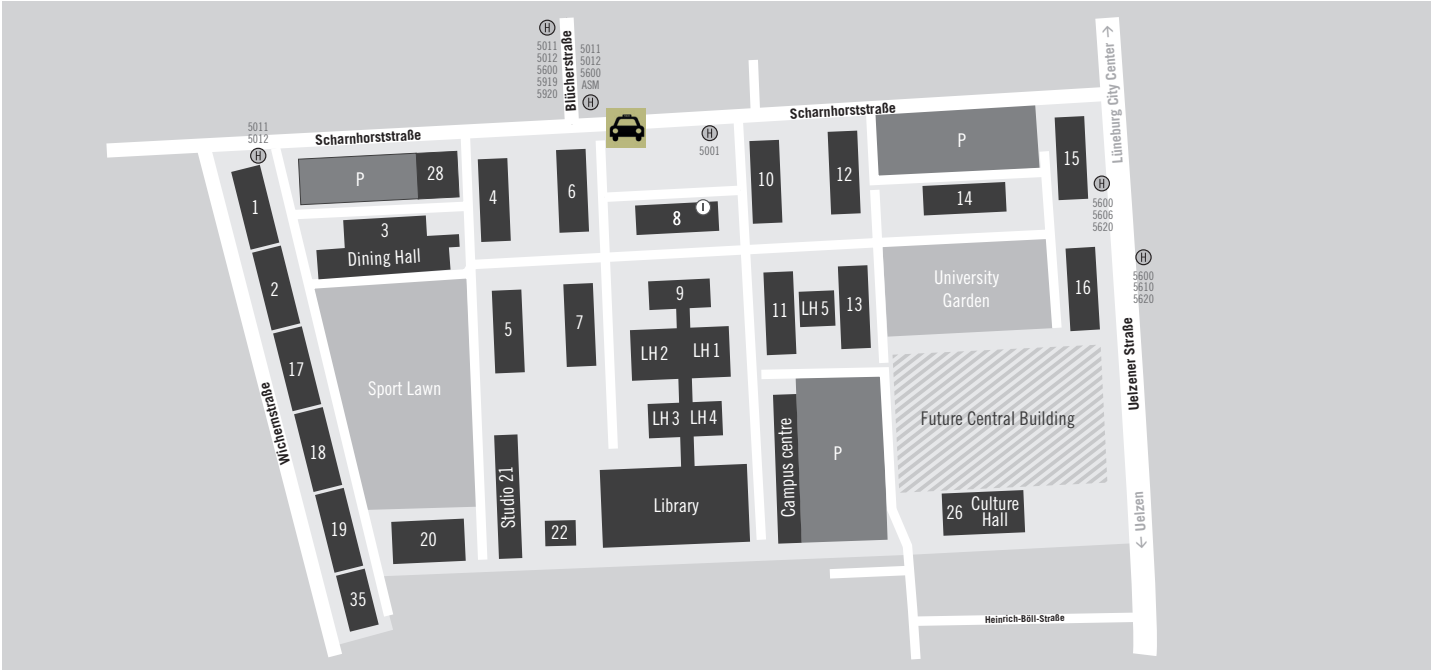 H
5011
5012
5600
5919
5920
Blücherstraße
5011
5012
5600
ASM
H
← Lüneburg City Center →
5011
5012
H
Scharnhorststraße
H
5001
Scharnhorststraße
P
28
P
15
1
4
6
10
12
14
H
5600
5606
5620
3
Dining Hall
8
I
2
5
7
9
11
LH 5
13
University
Garden
16
H
5600
5610
5620
LH 2
LH 1
17
Sport Lawn
Uelzener Straße
Wichernstraße
LH 3
LH 4
Future Central Building
18
Studio 21
Campus centre
P
19
20
22
Library
26
Culture
Hall
← Uelzen
35
Heinrich-Böll-Straße